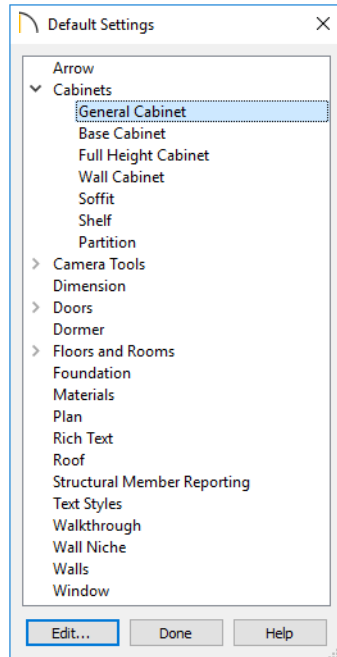 Default Settings
Arrow
Cabinets
General Cabinet
Base Cabinet
Full Height Cabinet
Wall Cabinet
Soffit
Shelf
Partition
Camera Tools
Dimension
Doors
Dormer
Floors and Rooms
Foundation
Materials
Plan
Rich Text
Roof
Structural Member Reporting
Text Styles
Walkthrough
Wall Niche
Walls
Window
Edit... Done Help